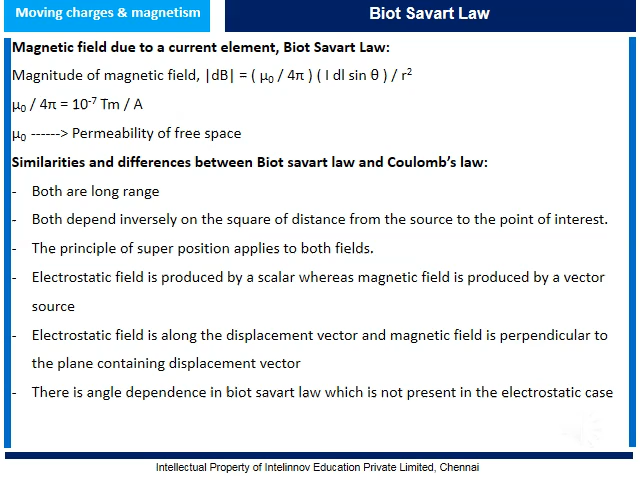 Moving charges & magnetism
Biot Savart Law
Magnetic field due to a current element, Biot Savart Law:
Magnitude of magnetic field, |dB| = ( μ₀ / 4π ) ( I dl sin θ ) / r²
μ₀ / 4π = 10⁻⁷ Tm / A
μ₀ ------> Permeability of free space
Similarities and differences between Biot savart law and Coulomb's law:
- Both are long range
- Both depend inversely on the square of distance from the source to the point of interest.
- The principle of super position applies to both fields.
- Electrostatic field is produced by a scalar whereas magnetic field is produced by a vector
source
- Electrostatic field is along the displacement vector and magnetic field is perpendicular to
the plane containing displacement vector
- There is angle dependence in biot savart law which is not present in the electrostatic case
Intellectual Property of Intelinnov Education Private Limited, Chennai